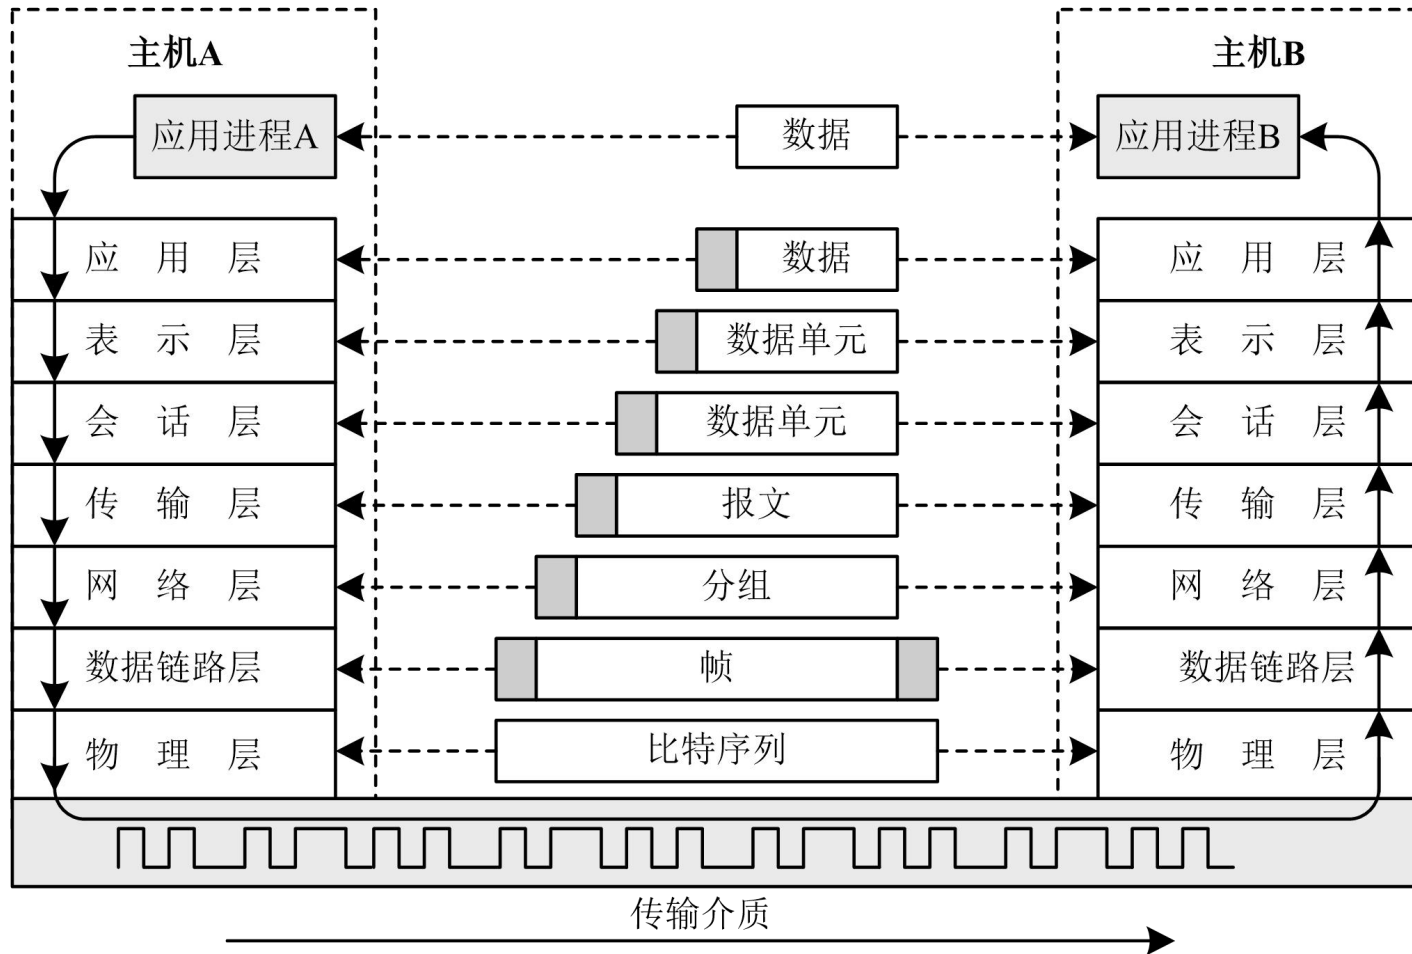 主机A
主机B
应用进程A
数据
应用进程B
应用层
数据
应用层
表示层
数据单元
表示层
会话层
数据单元
会话层
传输层
报文
传输层
网络层
分组
网络层
数据链路层
帧
数据链路层
物理层
比特序列
物理层
传输介质